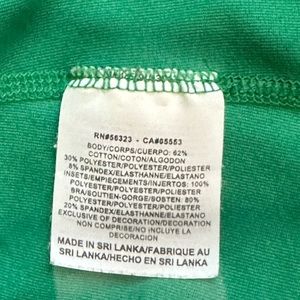 RN#56323 - CA#05553
BODY/CORPS/CUERPO: 62%
COTTON/COTON/ALGODON
30% POLYESTER/POLYESTER/POLIESTER
8% SPANDEX/ELASTHANNE/ELASTANO
INSETS/EMPIECEMENTS/INJERTOS: 100%
POLYESTER/POLYESTER/POLIESTER
BRA/SOUTIEN-GORGE/SOSTEN: 80%
POLYESTER/POLYESTER/POLIESTER
20% SPANDEX/ELASTHANNE/ELASTANO
EXCLUSIVE OF DECORATION/DECORATION
NON COMPRISE/NO INCLUYE LA
DECORACION
MADE IN SRI LANKA/FABRIQUE AU
SRI LANKA/HECHO EN SRI LANKA